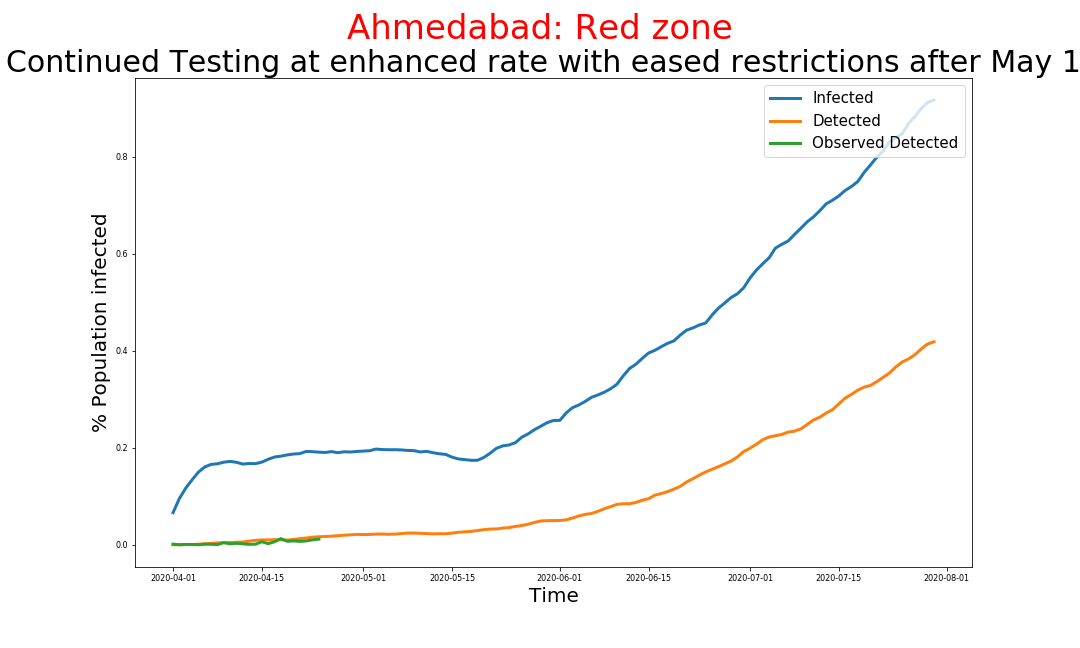 Ahmedabad: Red zone
Continued Testing at enhanced rate with eased restrictions after May 1
Infected
Detected
Observed Detected
% Population infected
0.8
0.6
0.4
0.2
0.0
2020-04-01 2020-04-15 2020-05-01 2020-05-15 2020-06-01 2020-06-15 2020-07-01 2020-07-15 2020-08-01
Time